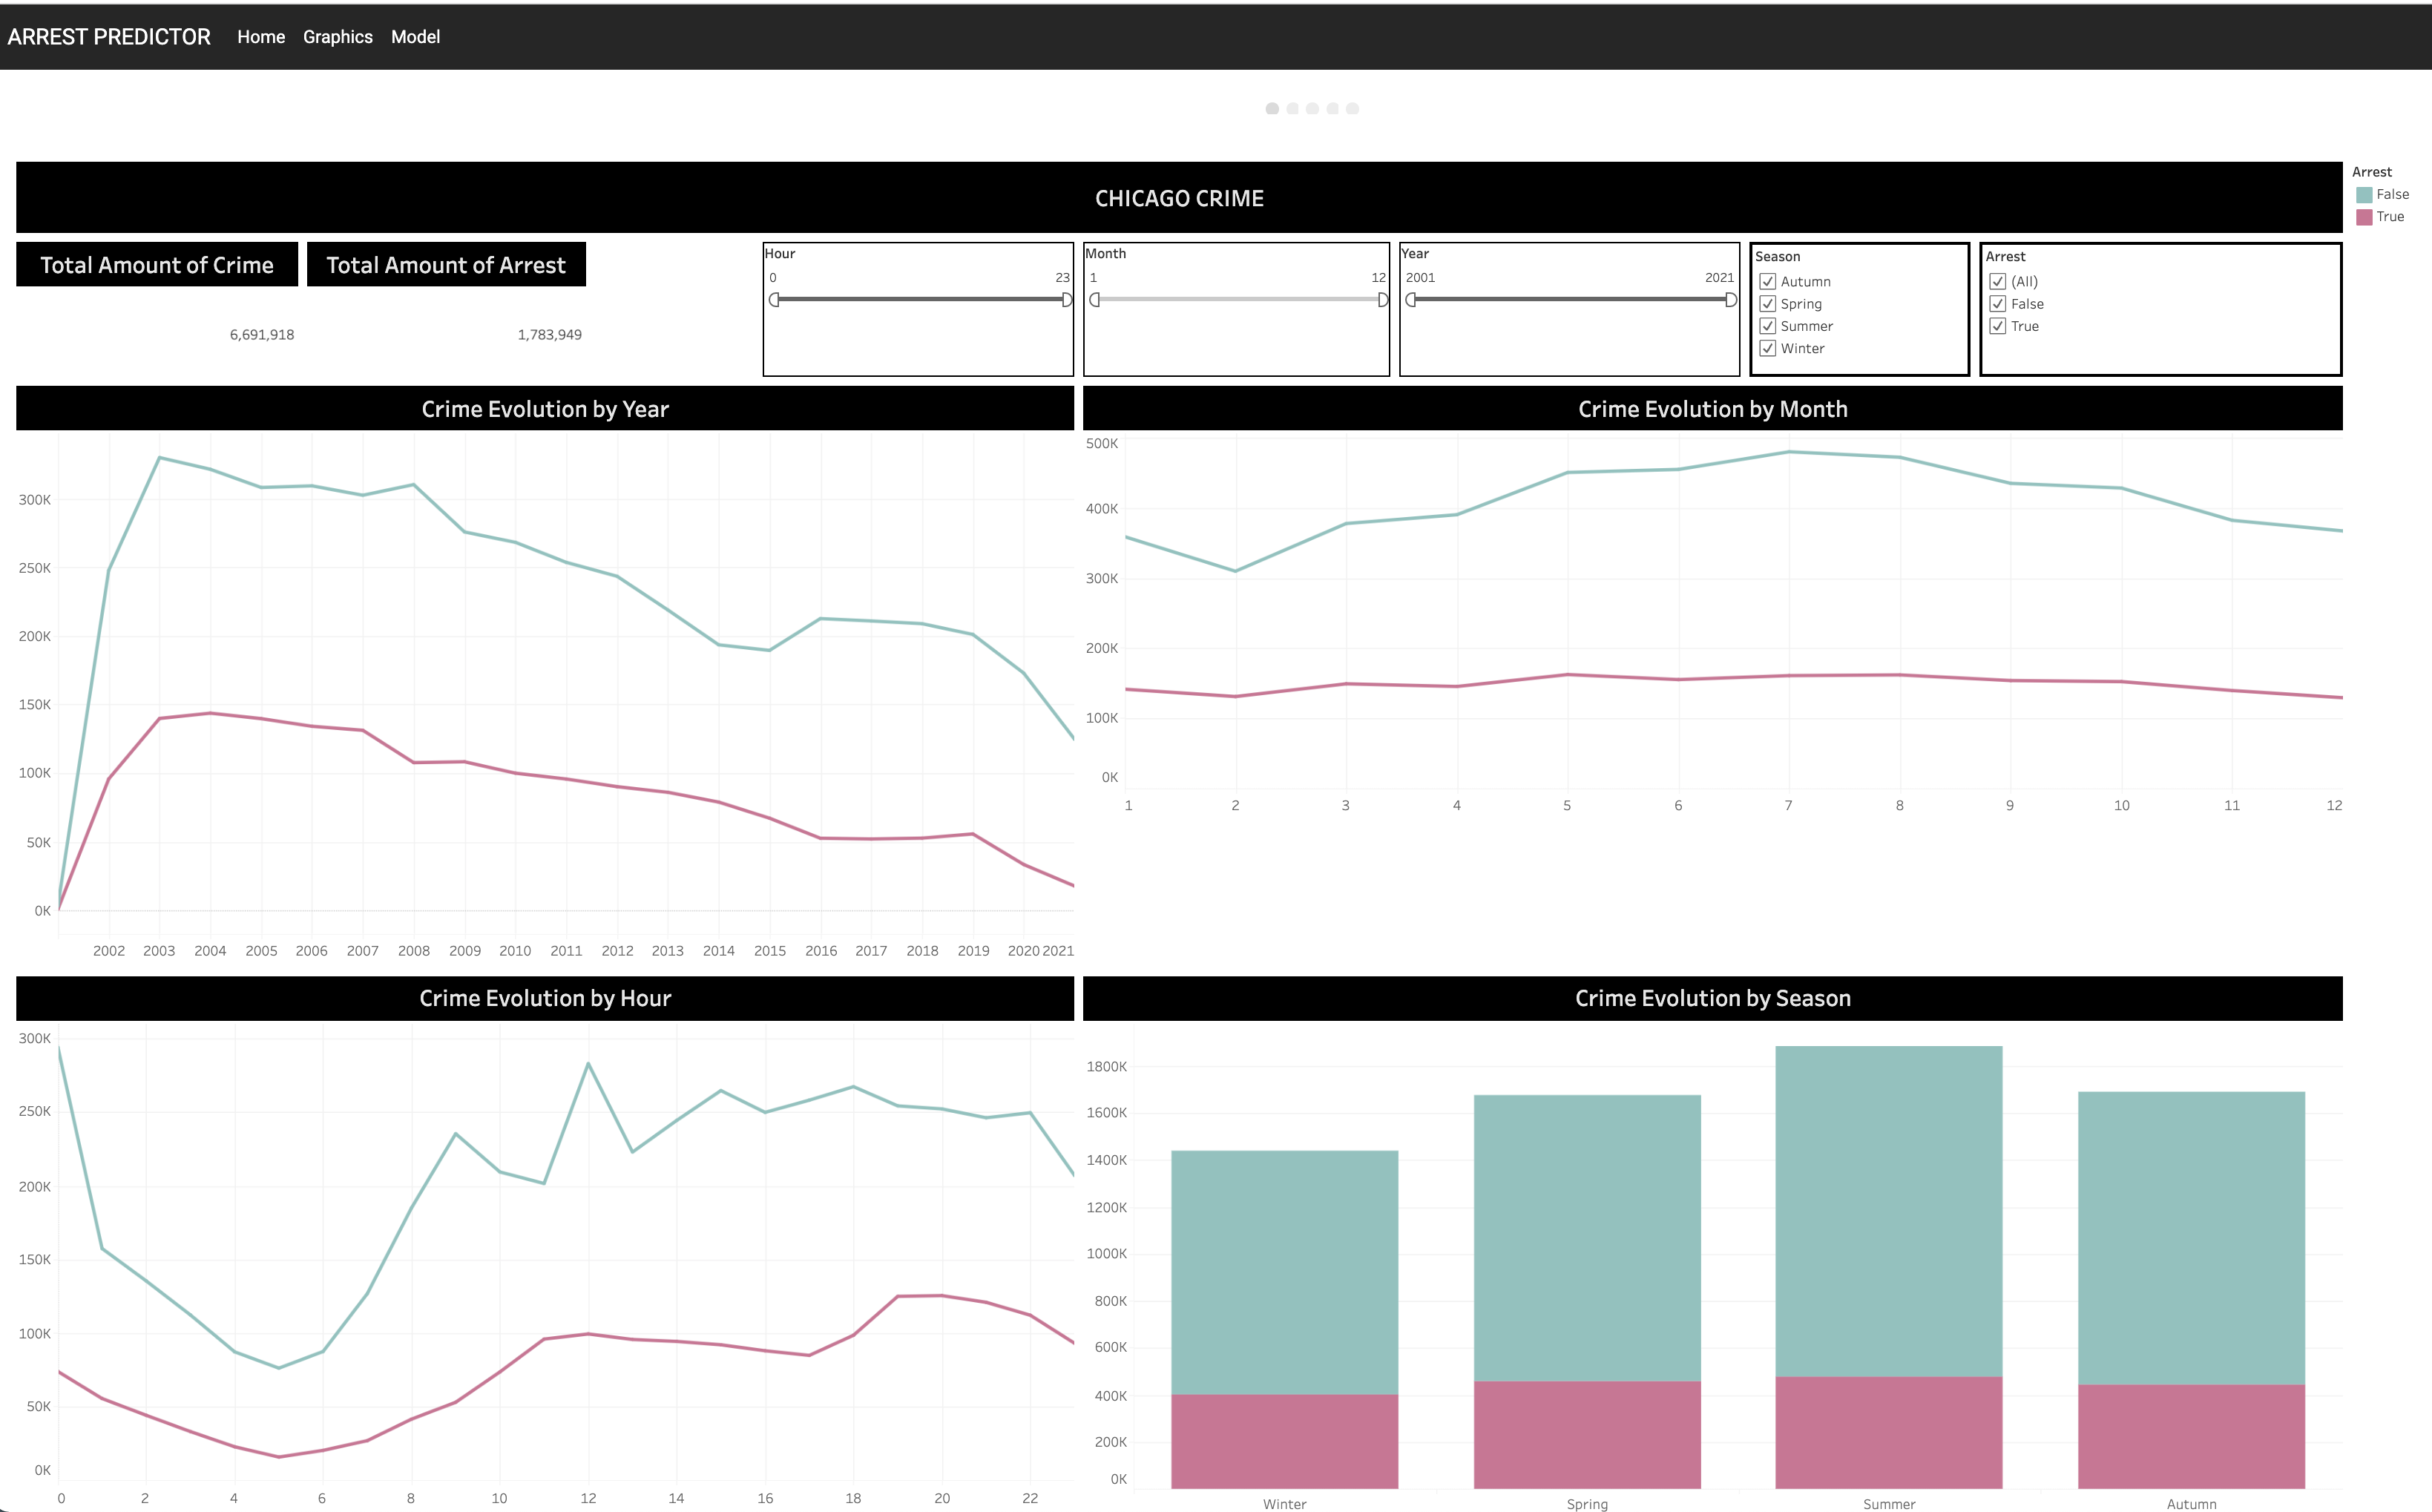 ARREST PREDICTOR Home Graphics Model
CHICAGO CRIME
Arrest
False
True
Total Amount of Crime
6,691,918
Total Amount of Arrest
1,783,949
Hour
0 23
Month
1 12
Year
2001 2021
Season
Autumn
Spring
Summer
Winter
Arrest
(All)
False
True
Crime Evolution by Year
300K
250K
200K
150K
100K
50K
0K
2002 2003 2004 2005 2006 2007 2008 2009 2010 2011 2012 2013 2014 2015 2016 2017 2018 2019 2020 2021
Crime Evolution by Month
500K
400K
300K
200K
100K
0K
1 2 3 4 5 6 7 8 9 10 11 12
Crime Evolution by Hour
300K
250K
200K
150K
100K
50K
0K
0 2 4 6 8 10 12 14 16 18 20 22
Crime Evolution by Season
1800K
1600K
1400K
1200K
1000K
800K
600K
400K
200K
0K
Winter Spring Summer Autumn